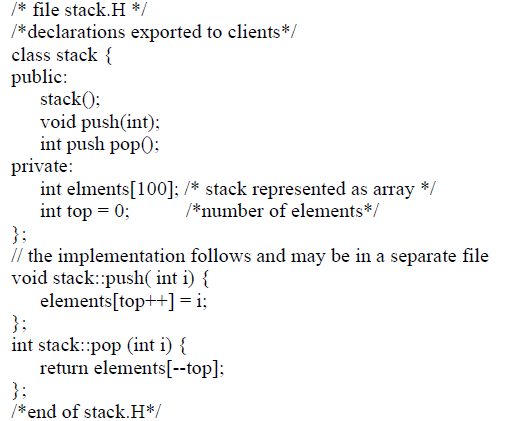 /* file stack.H */
/*declarations exported to clients*/
class stack {
public:
stack();
void push(int);
int push pop();
private:
int elments[100]; /* stack represented as array */
int top = 0; /*number of elements*/
};
// the implementation follows and may be in a separate file
void stack::push( int i) {
elements[top++] = i;
};
int stack::pop (int i) {
return elements[--top];
};
/*end of stack.H*/